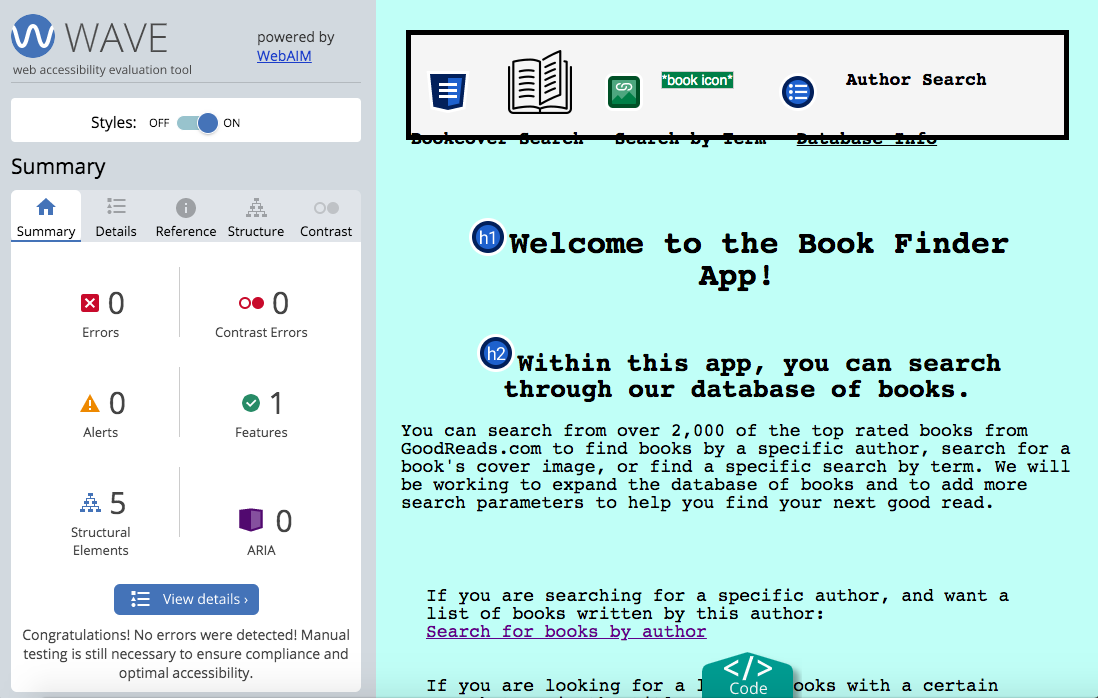 WAVE
web accessibility evaluation tool
powered by
WebAIM
Styles: OFF ON
Summary
Summary Details Reference Structure Contrast
0 0
Errors Contrast Errors
0 1
Alerts Features
5 0
Structural
Elements
ARIA
View details ›
Congratulations! No errors were detected! Manual
testing is still necessary to ensure compliance and
optimal accessibility.
*book icon* Author Search
Bookcover Search Search by Term Database Info
h1 Welcome to the Book Finder
App!
h2 Within this app, you can search
through our database of books.
You can search from over 2,000 of the top rated books from
GoodReads.com to find books by a specific author, search for a
book's cover image, or find a specific search by term. We will
be working to expand the database of books and to add more
search parameters to help you find your next good read.
If you are searching for a specific author, and want a
list of books written by this author:
Search for books by author
If you are looking for a ooks with a certain
</>
Code